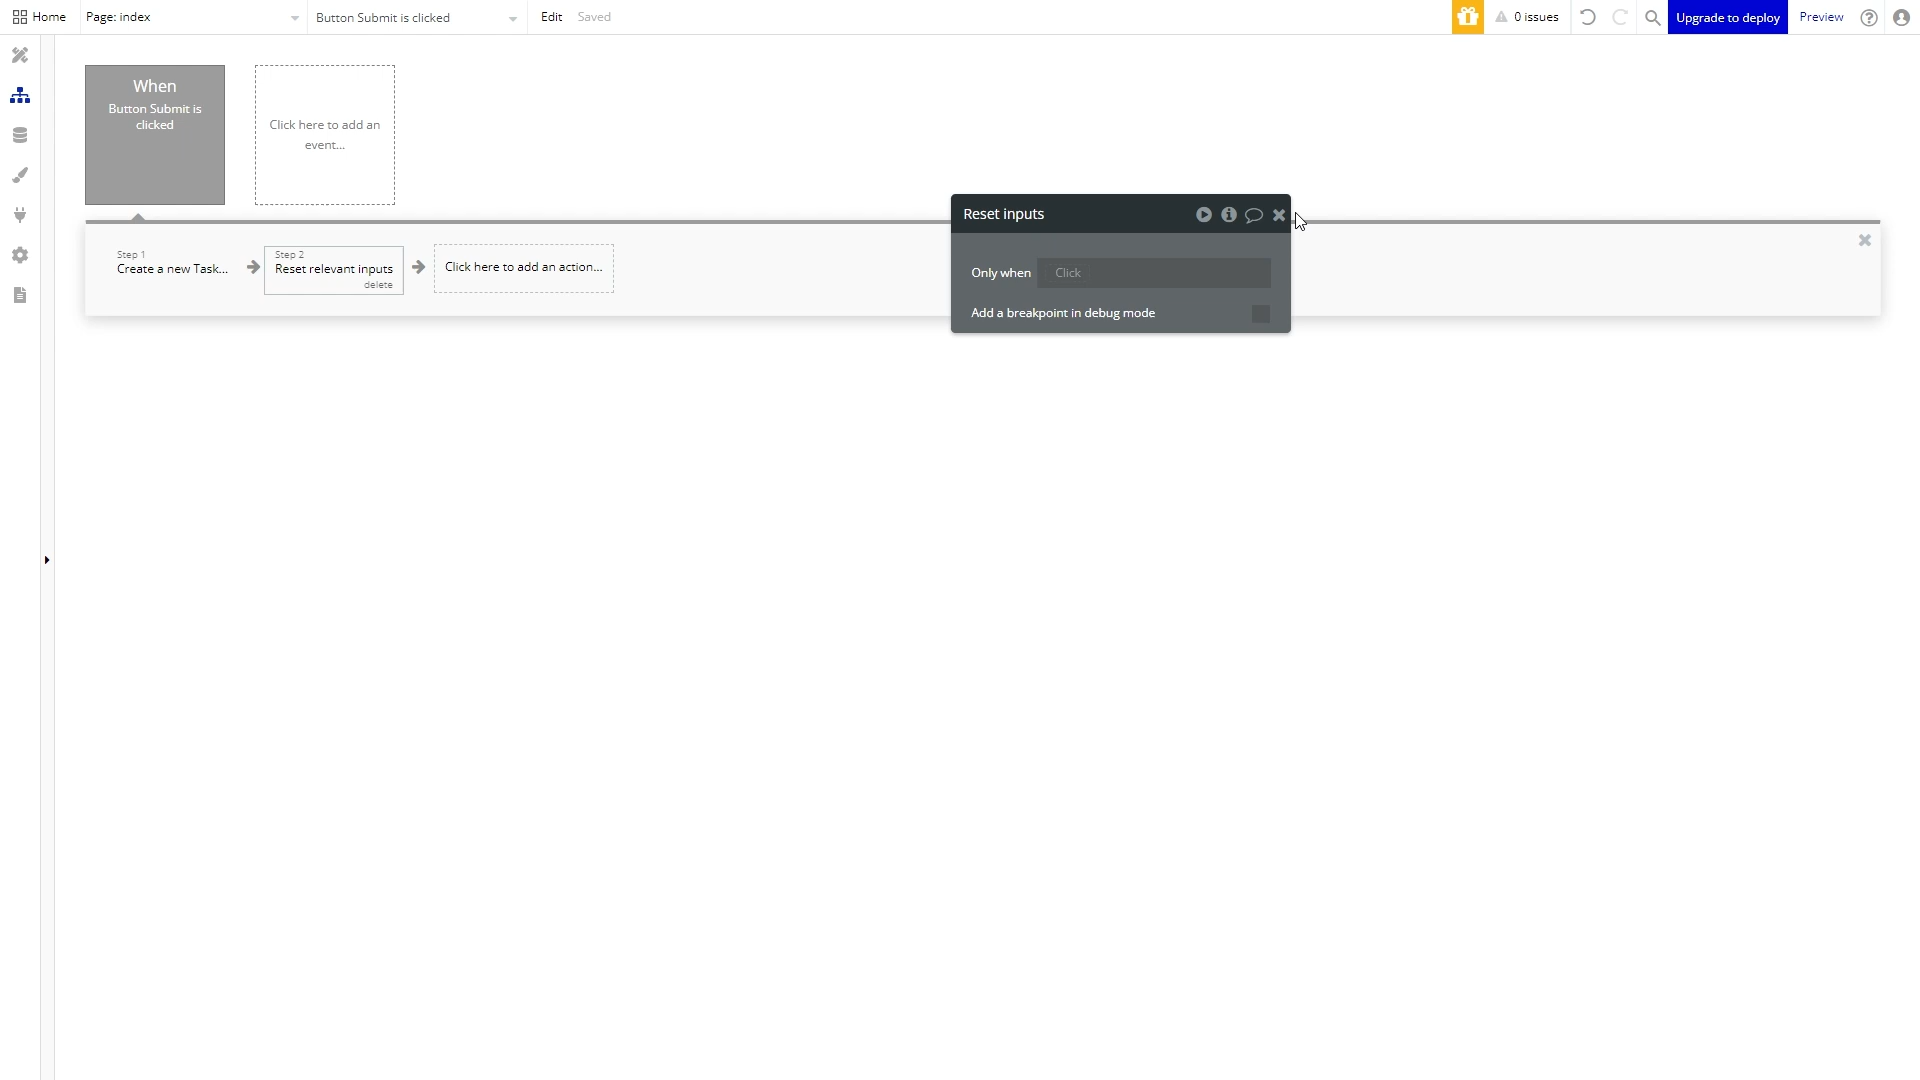 Home
Page: index
Button Submit is clicked
Edit
Saved
0 issues
Upgrade to deploy
Preview
When
Button Submit is
clicked
Click here to add an
event...
Reset inputs
Only when
Click
Add a breakpoint in debug mode
Step 1
Create a new Task...
Step 2
Reset relevant inputs
delete
Click here to add an action...